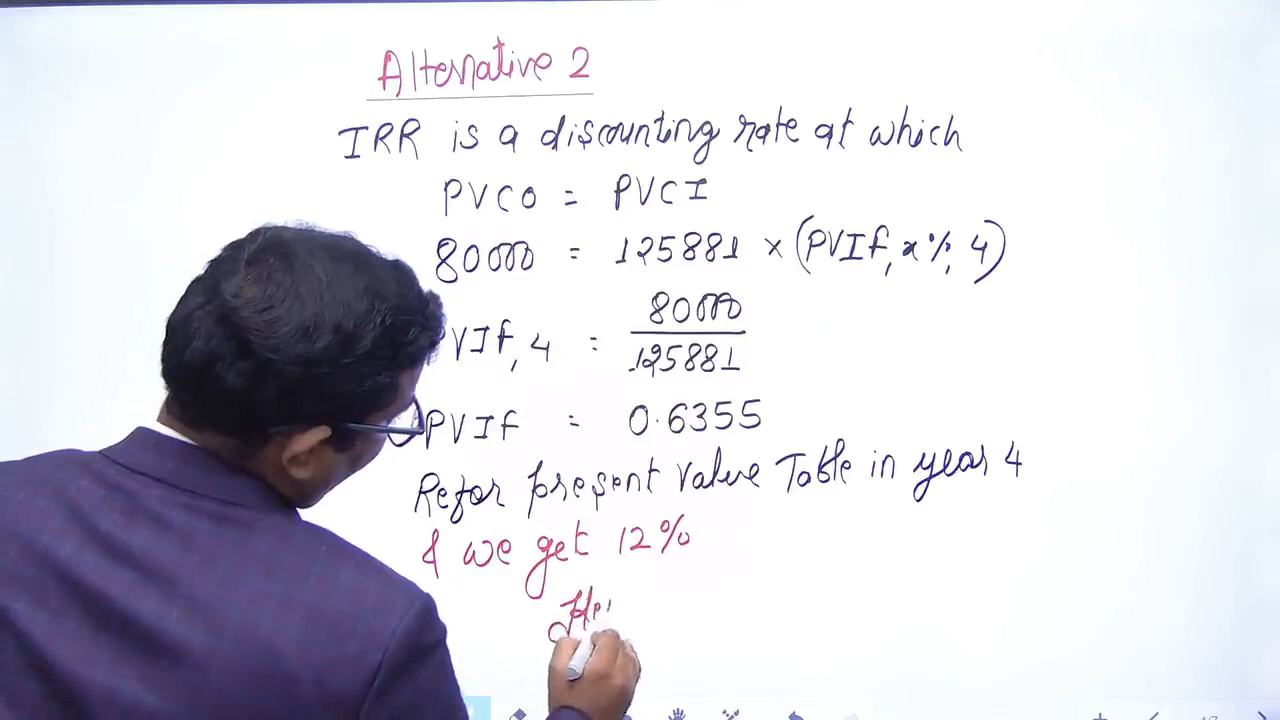 Alternative 2
IRR is a discounting rate at which
PVCO = PVCI
80000 = 125881 × (PVIf, x%, 4)
VIf, 4 = 80000
125881
PVIf = 0.6355
Refer present value Table in year 4
& we get 12%